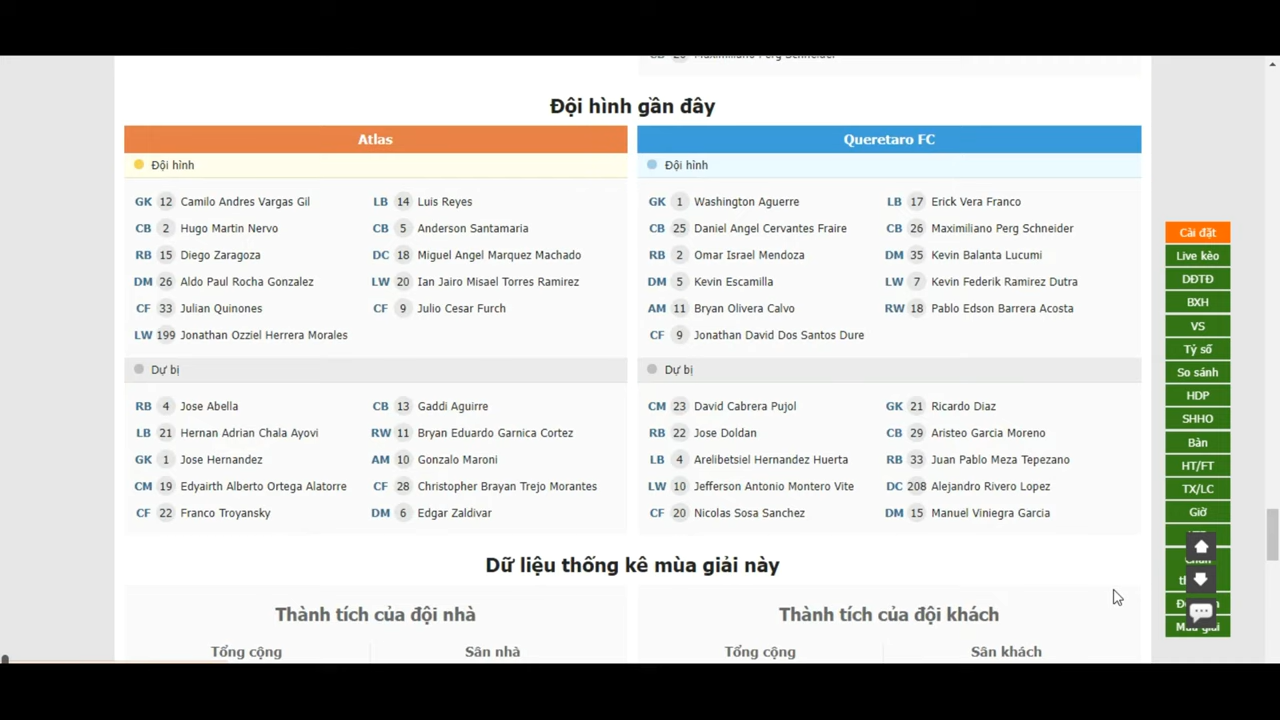 Đội hình gần đây
Atlas
Đội hình
GK 12 Camilo Andres Vargas Gil LB 14 Luis Reyes
CB 2 Hugo Martin Nervo CB 5 Anderson Santamaria
RB 15 Diego Zaragoza DC 18 Miguel Angel Marquez Machado
DM 26 Aldo Paul Rocha Gonzalez LW 20 Ian Jairo Misael Torres Ramirez
CF 33 Julian Quinones CF 9 Julio Cesar Furch
LW 199 Jonathan Ozziel Herrera Morales
Dự bị
RB 4 Jose Abella CB 13 Gaddi Aguirre
LB 21 Hernan Adrian Chala Ayovi RW 11 Bryan Eduardo Garnica Cortez
GK 1 Jose Hernandez AM 10 Gonzalo Maroni
CM 19 Edyairth Alberto Ortega Alatorre CF 28 Christopher Brayan Trejo Morantes
CF 22 Franco Troyansky DM 6 Edgar Zaldivar
Queretaro FC
Đội hình
GK 1 Washington Aguerre LB 17 Erick Vera Franco
CB 25 Daniel Angel Cervantes Fraire CB 26 Maximiliano Perg Schneider
RB 2 Omar Israel Mendoza DM 35 Kevin Balanta Lucumi
DM 5 Kevin Escamilla LW 7 Kevin Federik Ramirez Dutra
AM 11 Bryan Olivera Calvo RW 18 Pablo Edson Barrera Acosta
CF 9 Jonathan David Dos Santos Dure
Dự bị
CM 23 David Cabrera Pujol GK 21 Ricardo Diaz
RB 22 Jose Doldan CB 29 Aristeo Garcia Moreno
LB 4 Arelibetsiel Hernandez Huerta RB 33 Juan Pablo Meza Tepezano
LW 10 Jefferson Antonio Montero Vite DC 208 Alejandro Rivero Lopez
CF 20 Nicolas Sosa Sanchez DM 15 Manuel Viniegra Garcia
Dữ liệu thống kê mùa giải này
Thành tích của đội nhà
Tổng cộng Sân nhà
Thành tích của đội khách
Tổng cộng Sân khách
Cài đặt
Live kèo
DĐTĐ
BXH
VS
Tỷ số
So sánh
HDP
SHHO
Bàn
HT/FT
TX/LC
Giờ